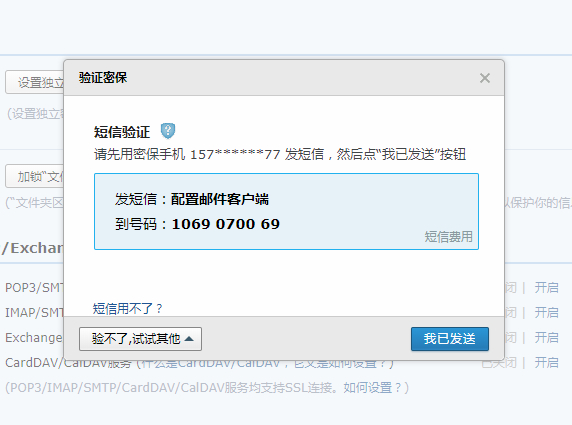 设置独立
(设置独立
验证密保
短信验证
请先用密保手机 157******77 发短信，然后点“我已发送”按钮
发短信：配置邮件客户端
到号码：1069 0700 69
短信费用
短信用不了？
验不了,试试其他
我已发送
加锁“文件
(“文件夹区
以保护你的信
/Exchan
POP3/SMT
闭 | 开启
IMAP/SMT
闭 | 开启
Exchange
闭 | 开启
CardDAV/CalDAV服务 (什么是CardDAV/CalDAV，它又是如何设置？) 已关闭 | 开启
(POP3/IMAP/SMTP/CardDAV/CalDAV服务均支持SSL连接。如何设置？)